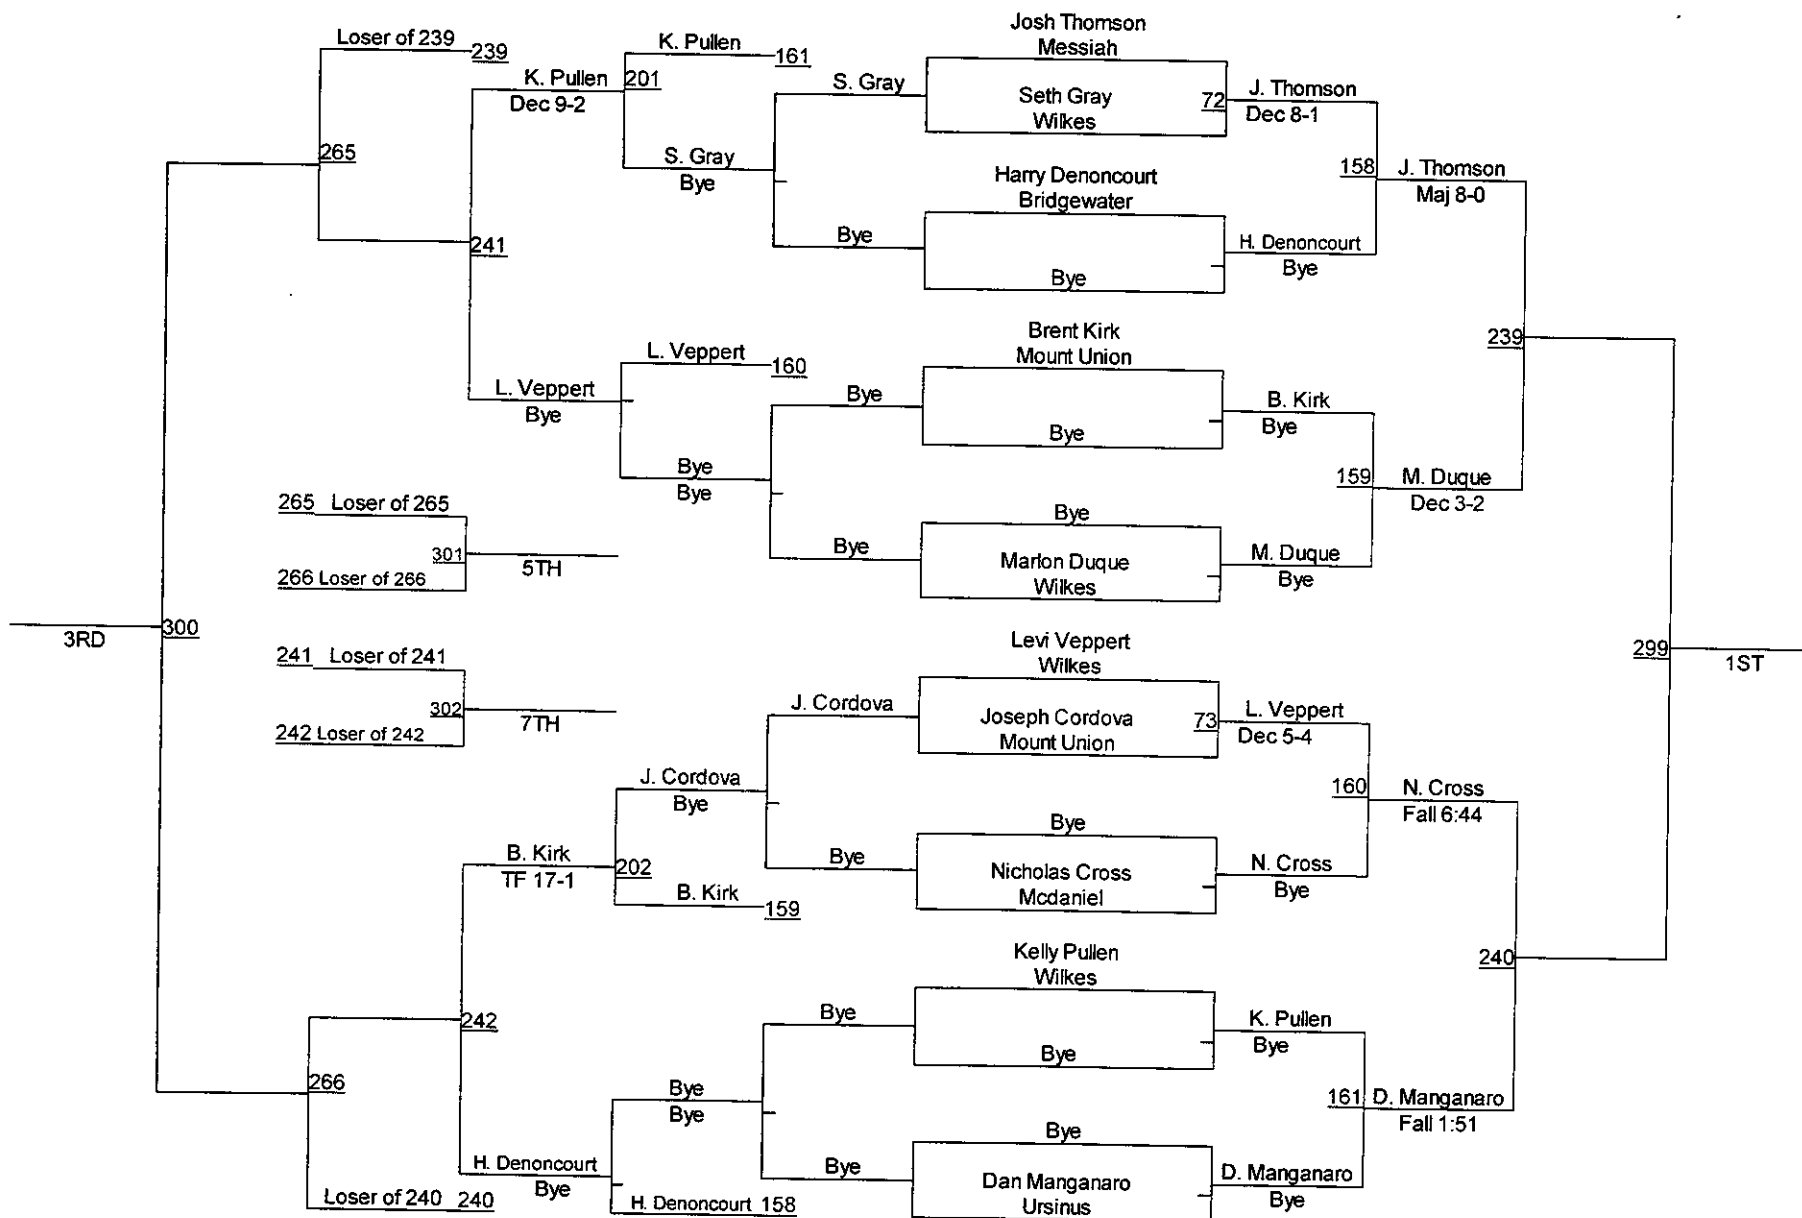 Josh Thomson
Messiah
Loser of 239 239
K. Pullen 161
K. Pullen 201
Dec 9-2
S. Gray
Seth Gray 72
Wilkes
J. Thomson
Dec 8-1
265
S. Gray
Bye
Harry Denoncourt
Bridgewater
158 J. Thomson
Maj 8-0
241
Bye
Bye
H. Denoncourt
Bye
Brent Kirk
Mount Union
239
L. Veppert 160
L. Veppert
Bye
Bye
Bye
B. Kirk
Bye
Bye
Bye
159 M. Duque
Dec 3-2
265 Loser of 265
301
5TH
266 Loser of 266
Bye
Bye
Marlon Duque
Wilkes
M. Duque
Bye
3RD
300
Levi Veppert
Wilkes
299
1ST
241 Loser of 241
302
7TH
242 Loser of 242
J. Cordova
Joseph Cordova 73
Mount Union
L. Veppert
Dec 5-4
J. Cordova
Bye
160 N. Cross
Fall 6:44
B. Kirk
TF 17-1
202
B. Kirk 159
Bye
Bye
Nicholas Cross
Mcdaniel
N. Cross
Bye
Kelly Pullen
Wilkes
240
242
Bye
Bye
K. Pullen
Bye
266
Bye
Bye
161 D. Manganaro
Fall 1:51
H. Denoncourt
Bye
Bye
Bye
Dan Manganaro
Ursinus
D. Manganaro
Bye
Loser of 240 240
H. Denoncourt 158